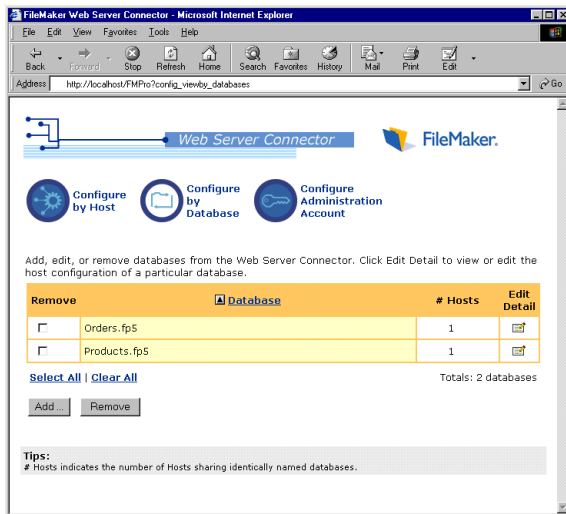 FileMaker Web Server Connector - Microsoft Internet Explorer
File Edit View Favorites Tools Help
Back Forward Stop Refresh Home Search Favorites History Mail Print Edit
Address http://localhost/FMPro?config_viewby_databases Go
Web Server Connector FileMaker.
Configure by Host
Configure by Database
Configure Administration Account
Add, edit, or remove databases from the Web Server Connector. Click Edit Detail to view or edit the
host configuration of a particular database.
Remove Database # Hosts Edit Detail
Orders.fp5 1
Products.fp5 1
Select All | Clear All Totals: 2 databases
Add ... Remove
Tips:
# Hosts indicates the number of Hosts sharing identically named databases.